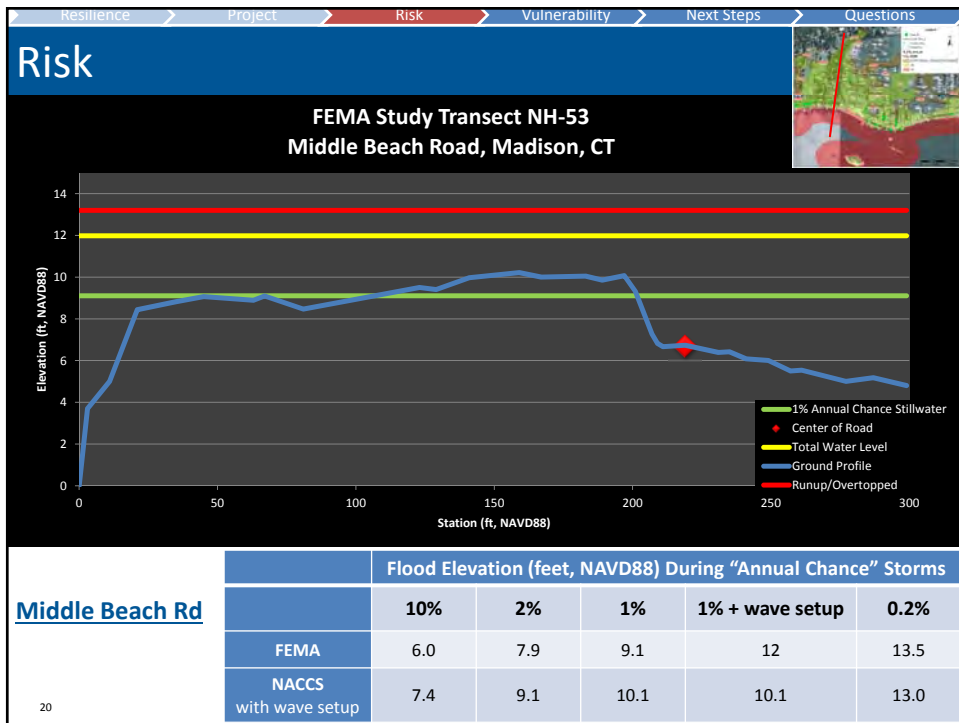 Resilience Project Risk Vulnerability Next Steps Questions
Risk
FEMA Study Transect NH-53
Middle Beach Road, Madison, CT
Elevation (ft, NAVD88)
14
12
10
8
6
4
2
0
0 50 100 150 200 250 300
Station (ft, NAVD88)
1% Annual Chance Stillwater
Center of Road
Total Water Level
Ground Profile
Runup/Overtopped
Middle Beach Rd
Flood Elevation (feet, NAVD88) During “Annual Chance” Storms
10% 2% 1% 1% + wave setup 0.2%
FEMA 6.0 7.9 9.1 12 13.5
NACCS
with wave setup 7.4 9.1 10.1 10.1 13.0
20